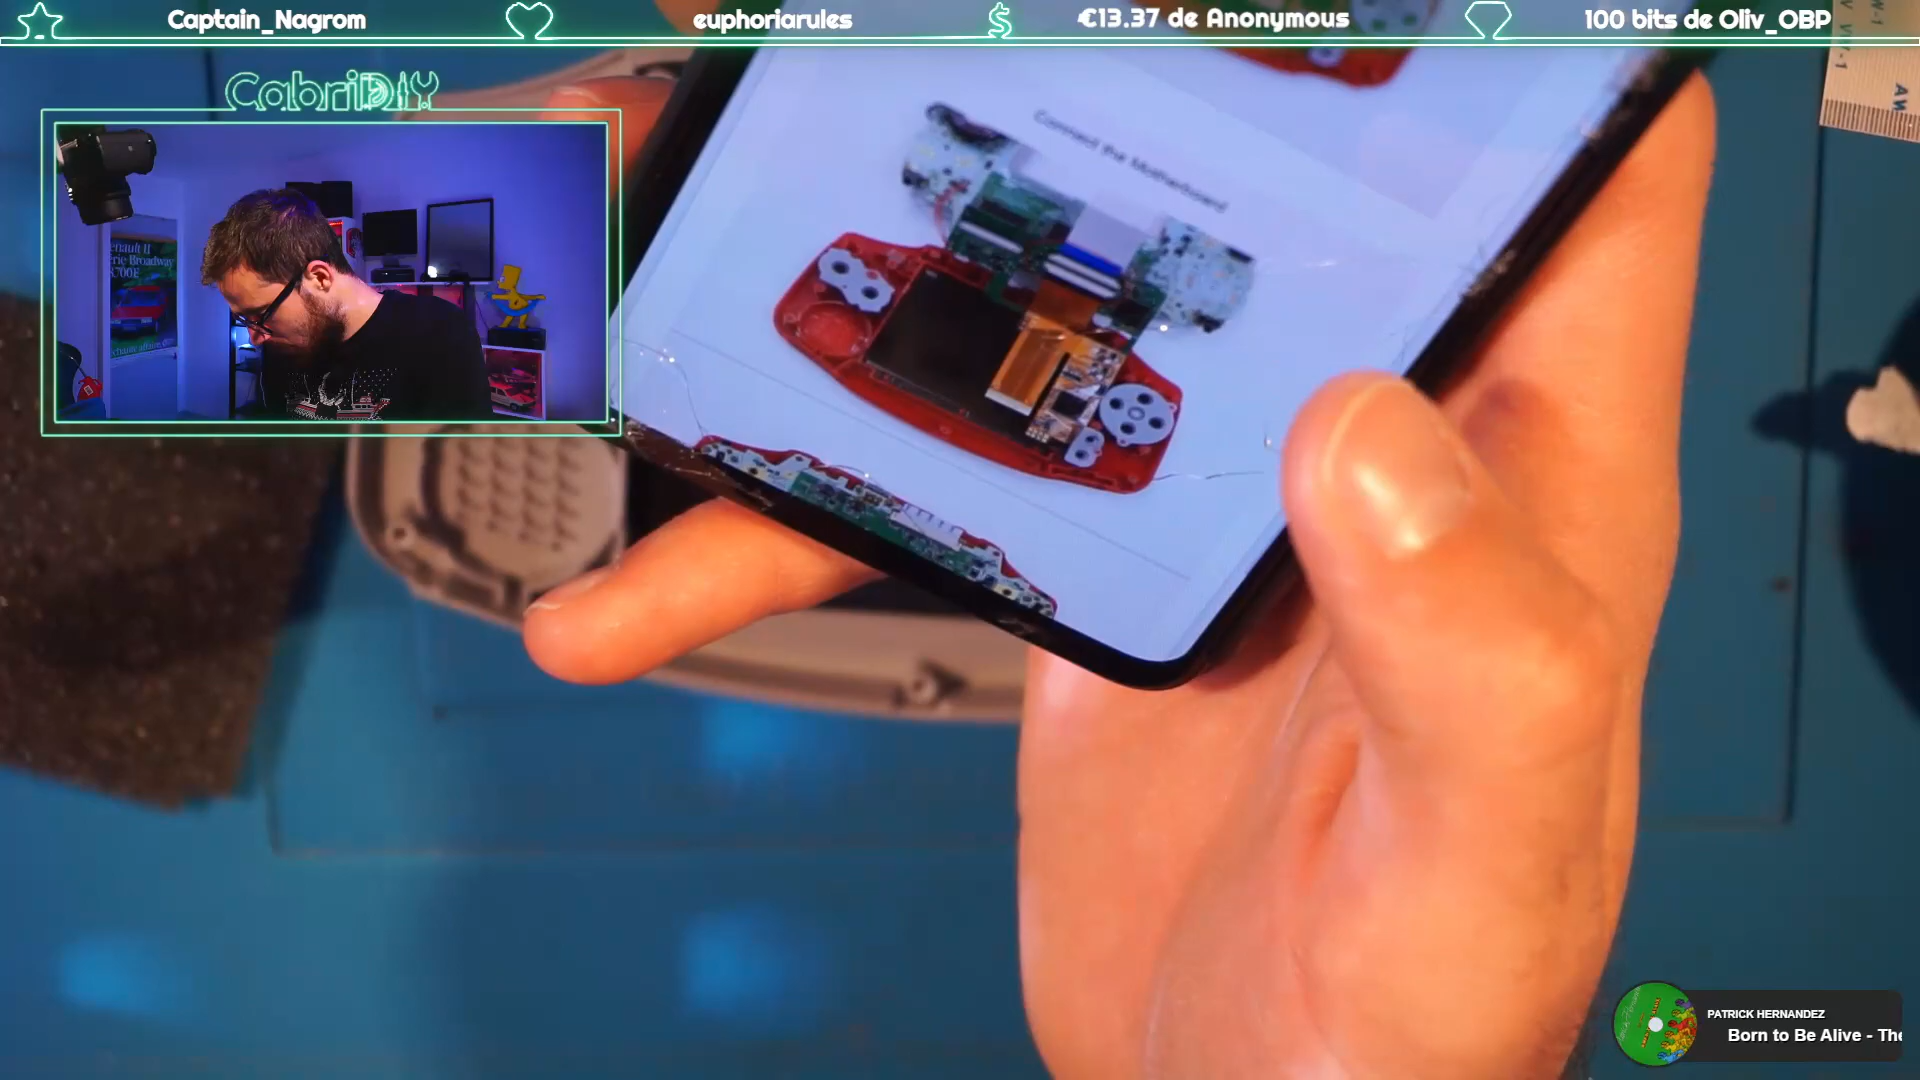 Captain_Nagrom
euphoriarules
€13.37 de Anonymous
100 bits de Oliv_OBP
CabriDIY
Connect the Motherboard
PATRICK HERNANDEZ
Born to Be Alive - The